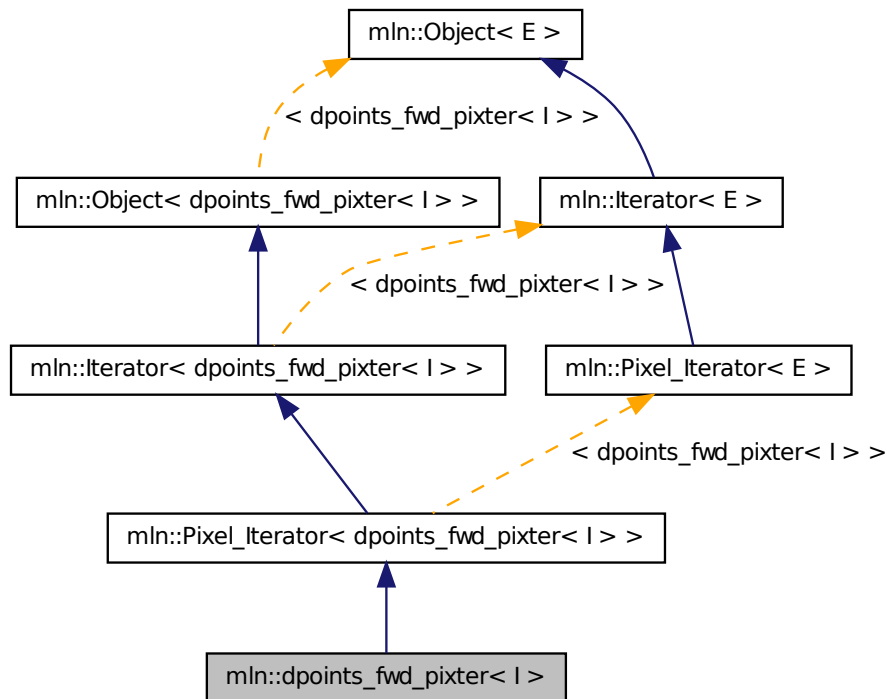 mln::Object< E >
< dpoints_fwd_pixter< I > >
mln::Object< dpoints_fwd_pixter< I > >
mln::Iterator< E >
< dpoints_fwd_pixter< I > >
mln::Iterator< dpoints_fwd_pixter< I > >
mln::Pixel_Iterator< E >
< dpoints_fwd_pixter< I > >
mln::Pixel_Iterator< dpoints_fwd_pixter< I > >
mln::dpoints_fwd_pixter< I >